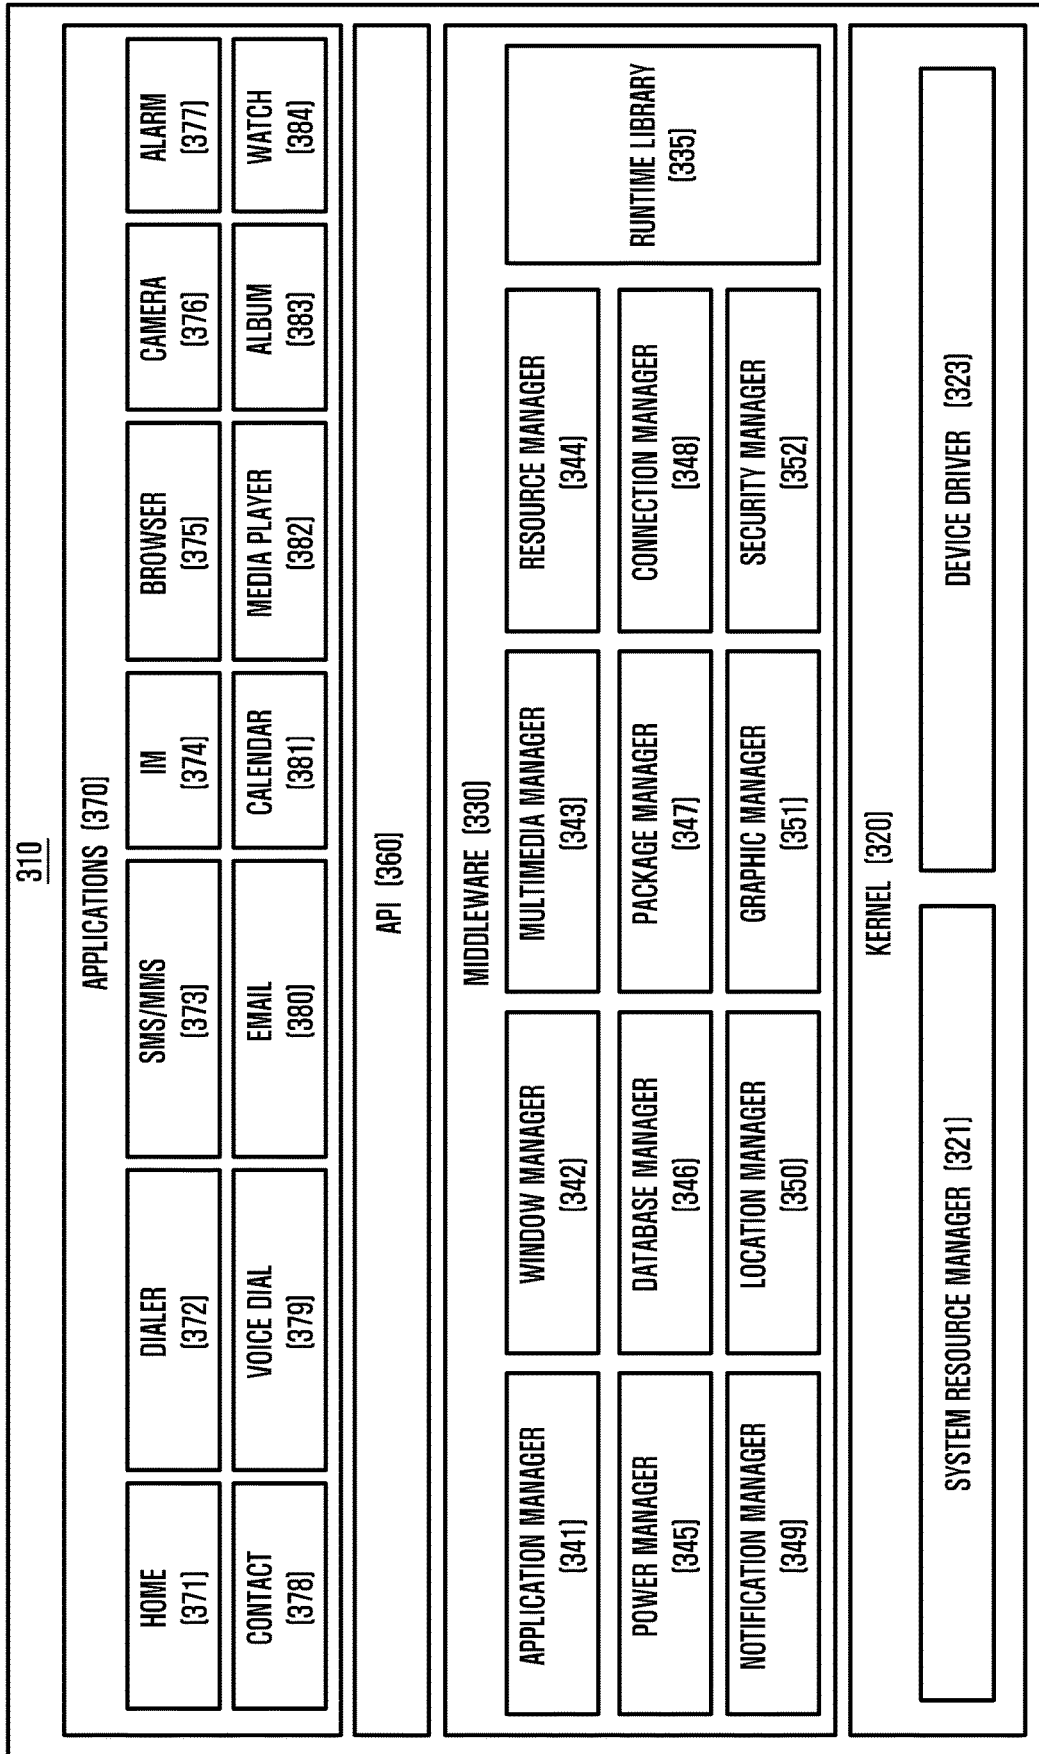 310
APPLICATIONS (370)
HOME
(371)
DIALER
(372)
SMS/MMS
(373)
IM
(374)
BROWSER
(375)
CAMERA
(376)
ALARM
(377)
CONTACT
(378)
VOICE DIAL
(379)
EMAIL
(380)
CALENDAR
(381)
MEDIA PLAYER
(382)
ALBUM
(383)
WATCH
(384)
API (360)
MIDDLEWARE (330)
APPLICATION MANAGER
(341)
WINDOW MANAGER
(342)
MULTIMEDIA MANAGER
(343)
RESOURCE MANAGER
(344)
POWER MANAGER
(345)
DATABASE MANAGER
(346)
PACKAGE MANAGER
(347)
CONNECTION MANAGER
(348)
NOTIFICATION MANAGER
(349)
LOCATION MANAGER
(350)
GRAPHIC MANAGER
(351)
SECURITY MANAGER
(352)
RUNTIME LIBRARY
(335)
KERNEL (320)
SYSTEM RESOURCE MANAGER (321)
DEVICE DRIVER (323)